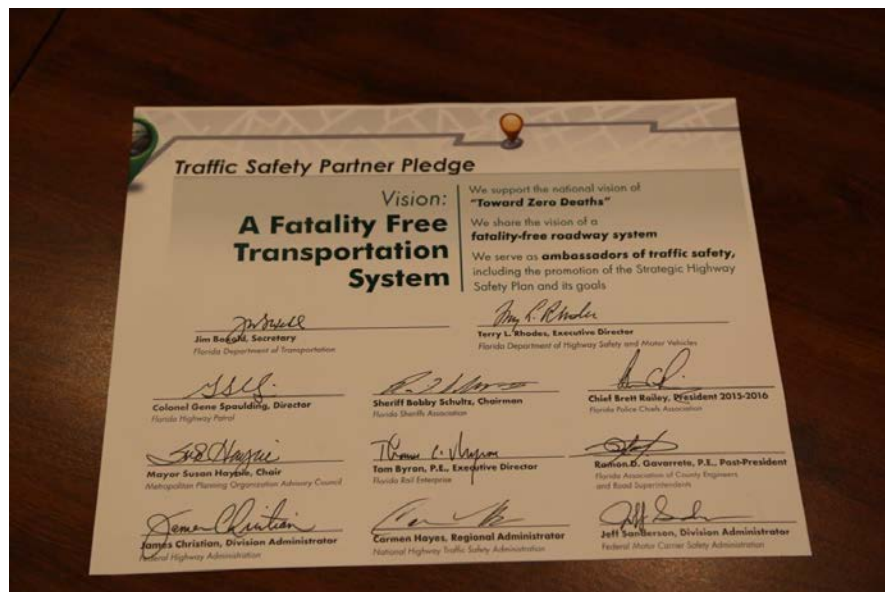 Traffic Safety Partner Pledge
Vision:
A Fatality Free
Transportation
System
We support the national vision of
"Toward Zero Deaths"
We share the vision of a
fatality-free roadway system
We serve as ambassadors of traffic safety,
including the promotion of the Strategic Highway
Safety Plan and its goals
Jim Boxold, Secretary
Florida Department of Transportation
Terry L. Rhodes, Executive Director
Florida Department of Highway Safety and Motor Vehicles
Colonel Gene Spaulding, Director
Florida Highway Patrol
Sheriff Bobby Schultz, Chairman
Florida Sheriffs Association
Chief Brett Railey, President 2015-2016
Florida Police Chiefs Association
Mayor Susan Haynie, Chair
Metropolitan Planning Organization Advisory Council
Tom Byron, P.E., Executive Director
Florida Rail Enterprise
Ramon D. Gavarrete, P.E., Past-President
Florida Association of County Engineers
and Road Superintendents
James Christian, Division Administrator
Federal Highway Administration
Carmen Hayes, Regional Administrator
National Highway Traffic Safety Administration
Jeff Sanderson, Division Administrator
Federal Motor Carrier Safety Administration